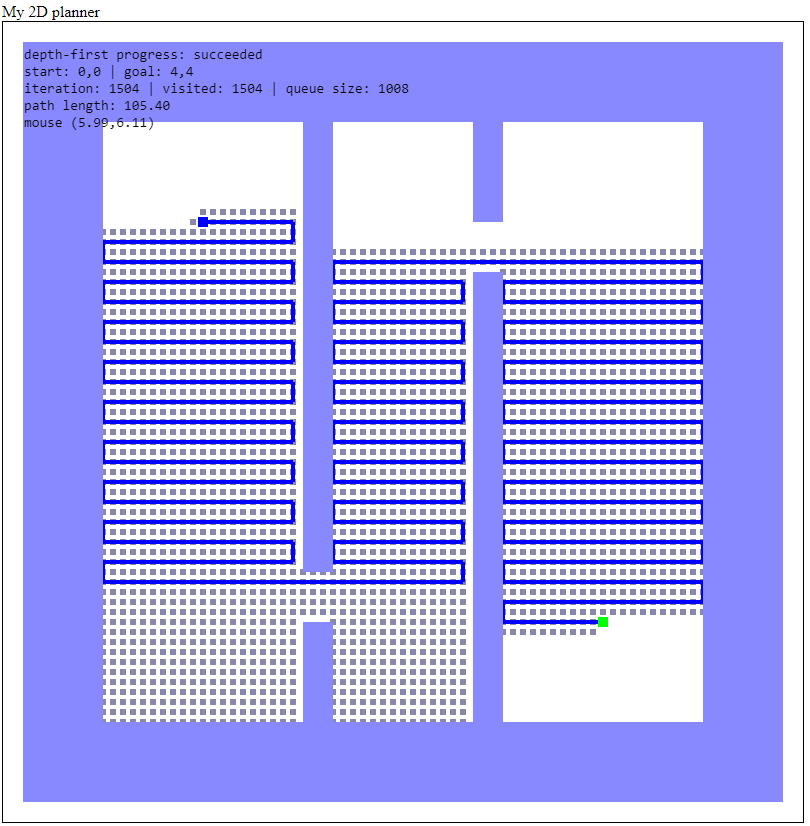 My 2D planner
depth-first progress: succeeded
start: 0,0 | goal: 4,4
iteration: 1504 | visited: 1504 | queue size: 1008
path length: 105.40
mouse (5.99,6.11)